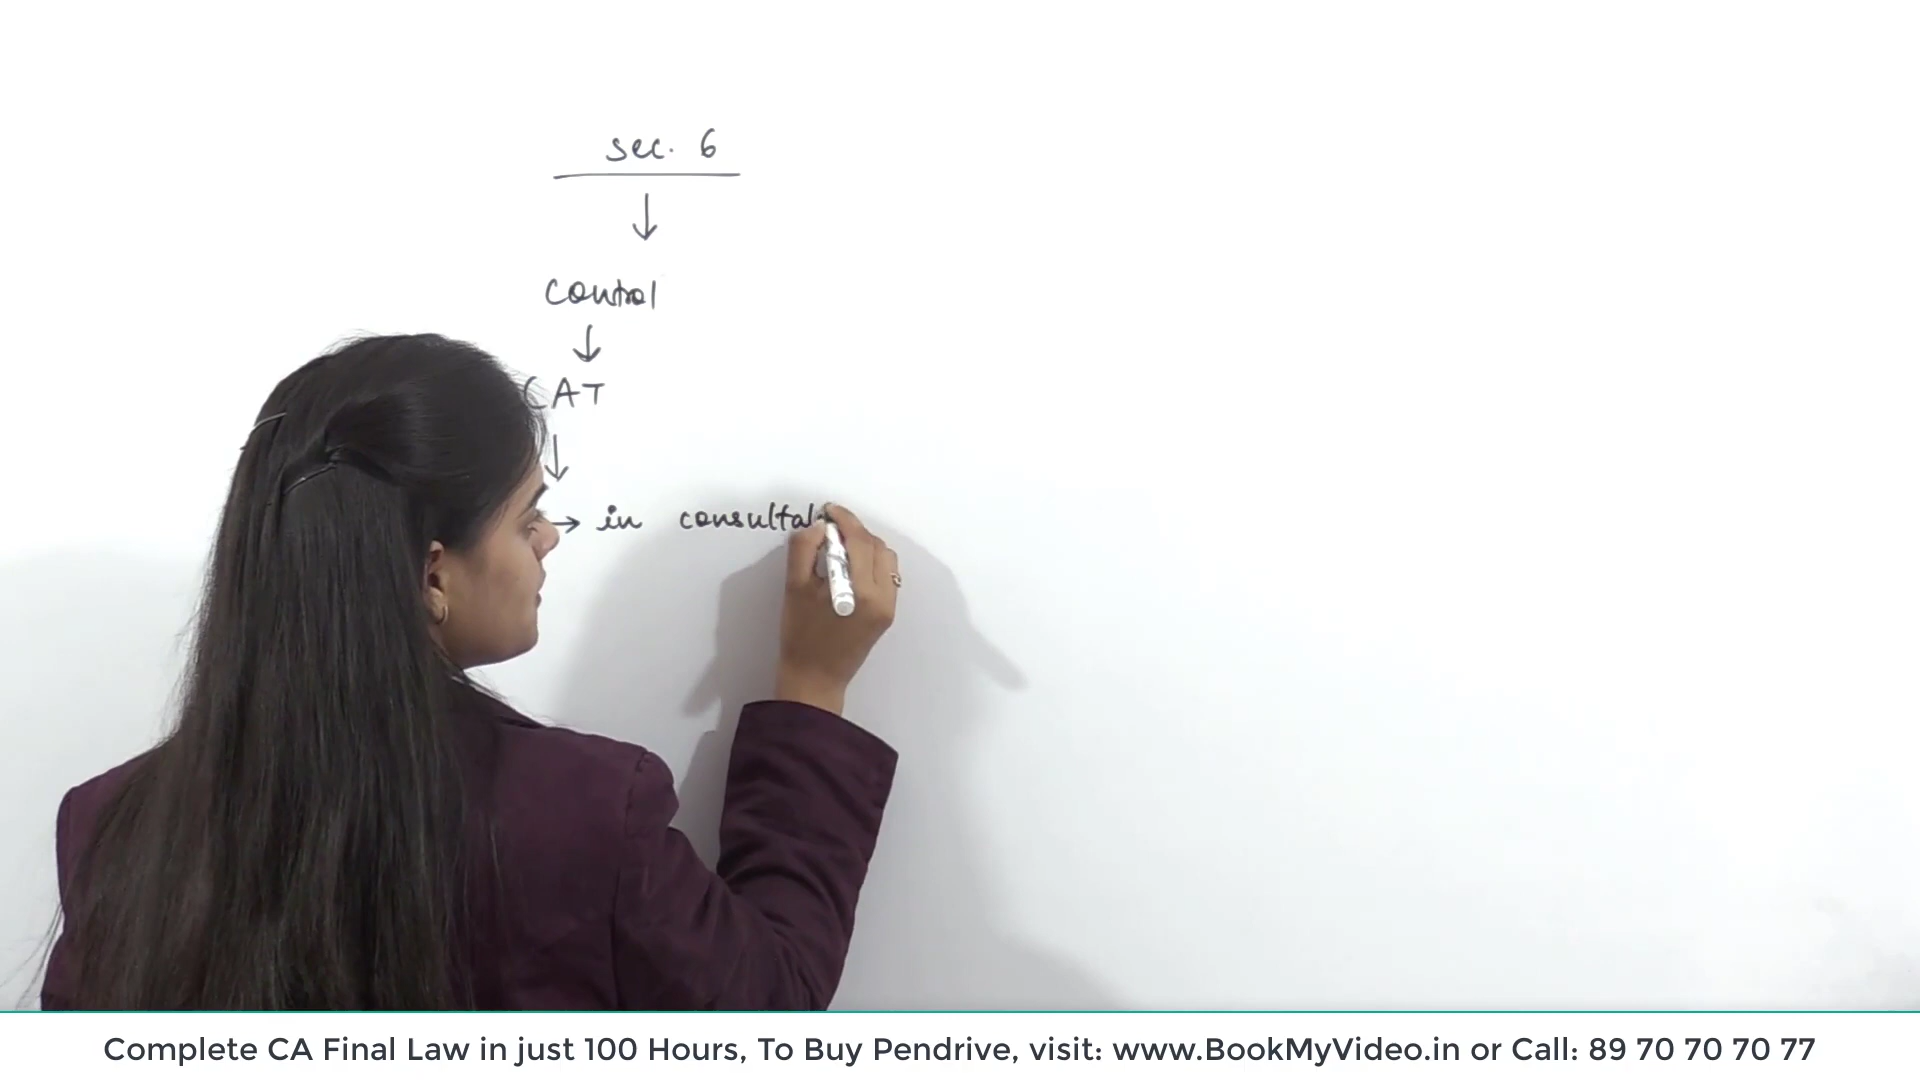 sec. 6
↓
Control
↓
CAT
↓
→ in consultat
Complete CA Final Law in just 100 Hours, To Buy Pendrive, visit: www.BookMyVideo.in or Call: 89 70 70 70 77